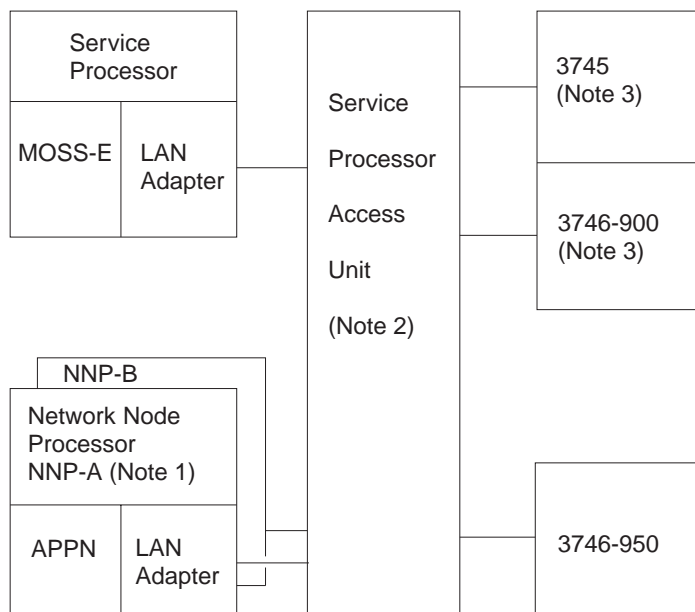 Service
Processor
MOSS-E
LAN
Adapter
Service
Processor
Access
Unit
(Note 2)
3745
(Note 3)
3746-900
(Note 3)
NNP-B
Network Node
Processor
NNP-A (Note 1)
APPN
LAN
Adapter
3746-950